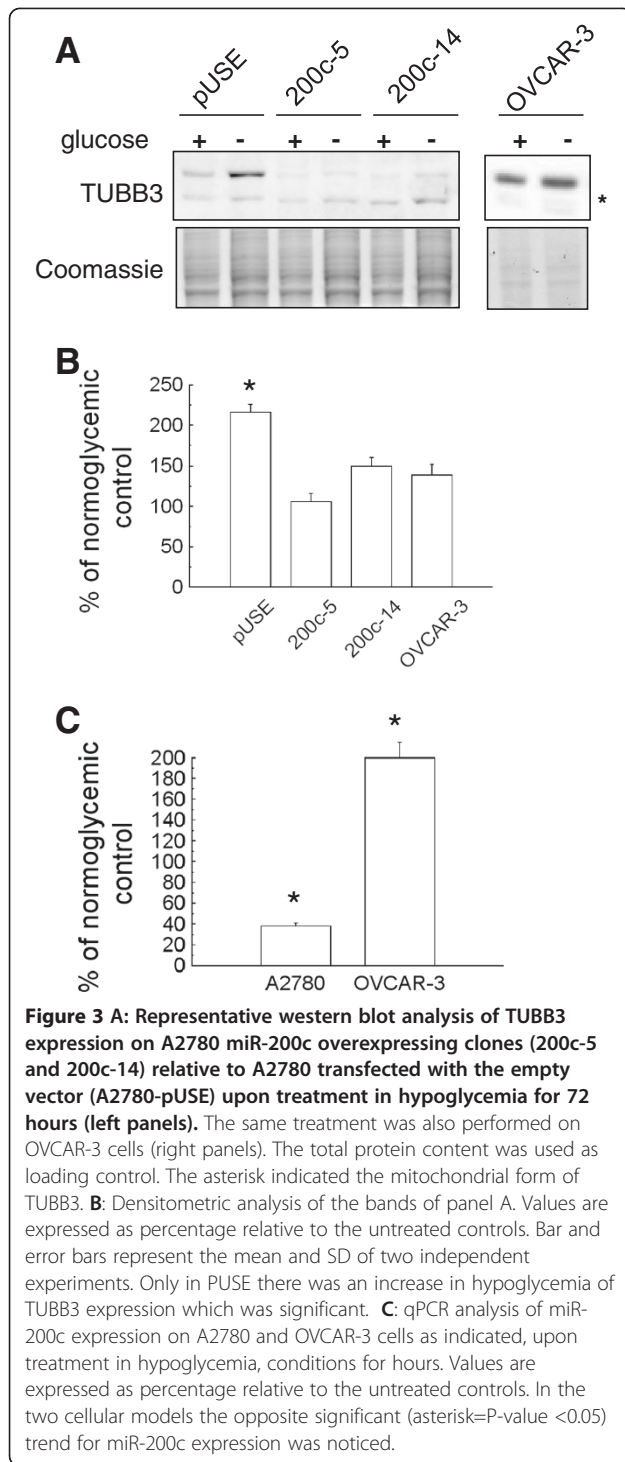 A
pUSE 200c-5 200c-14 OVCAR-3
glucose + - + - + - + -
TUBB3 *
Coomassie
B
% of normoglycemic control
250
200
150
100
50
0
*
pUSE 200c-5 200c-14 OVCAR-3
C
% of normoglycemic control
200
180
160
140
120
100
80
60
40
20
0
*
*
A2780 OVCAR-3
Figure 3 A: Representative western blot analysis of TUBB3
expression on A2780 miR-200c overexpressing clones (200c-5
and 200c-14) relative to A2780 transfected with the empty
vector (A2780-pUSE) upon treatment in hypoglycemia for 72
hours (left panels). The same treatment was also performed on
OVCAR-3 cells (right panels). The total protein content was used as
loading control. The asterisk indicated the mitochondrial form of
TUBB3. B: Densitometric analysis of the bands of panel A. Values are
expressed as percentage relative to the untreated controls. Bar and
error bars represent the mean and SD of two independent
experiments. Only in PUSE there was an increase in hypoglycemia of
TUBB3 expression which was significant. C: qPCR analysis of miR-
200c expression on A2780 and OVCAR-3 cells as indicated, upon
treatment in hypoglycemia, conditions for hours. Values are
expressed as percentage relative to the untreated controls. In the
two cellular models the opposite significant (asterisk=P-value <0.05)
trend for miR-200c expression was noticed.